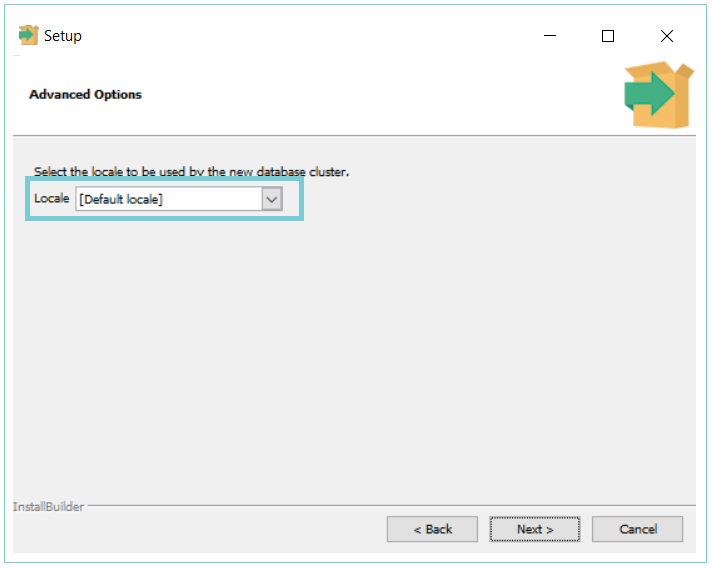 Setup
Advanced Options
Select the locale to be used by the new database cluster.
Locale [Default locale]
InstallBuilder
< Back Next > Cancel